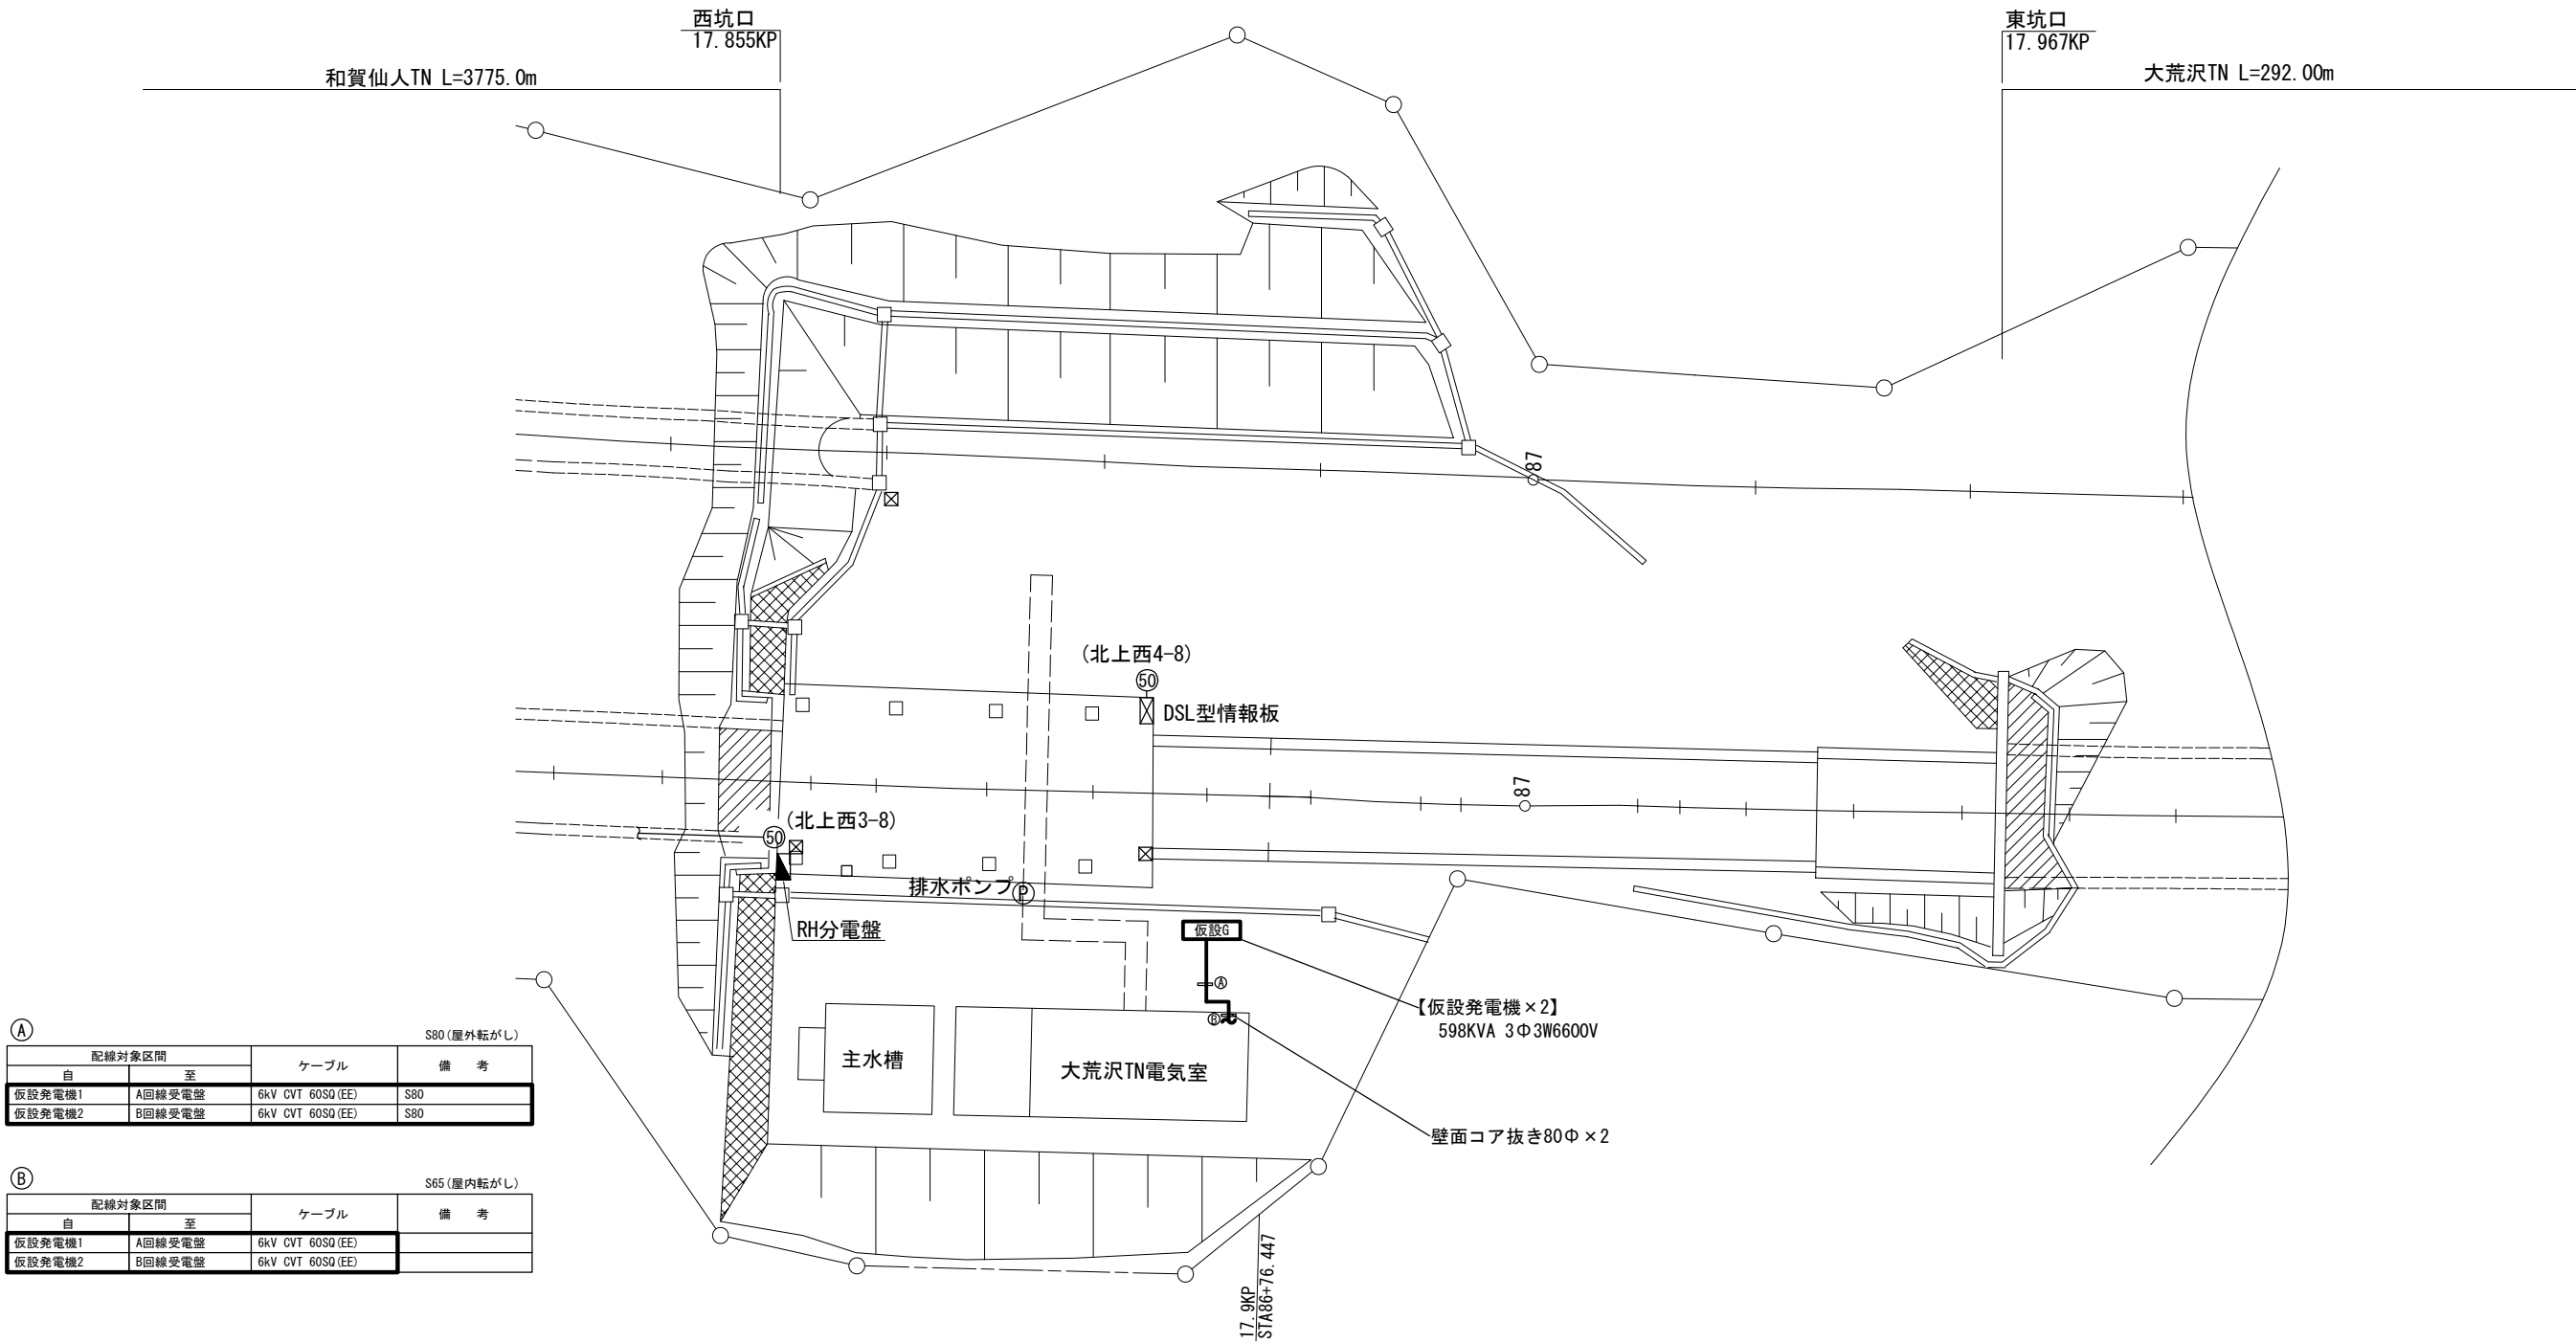 西坑口
17.855KP
和賀仙人TN L=3775.0m
東坑口
17.967KP
大荒沢TN L=292.00m
87
(北上西4-8)
50
DSL型情報板
87
(北上西3-8)
50
排水ポンプ
P
RH分電盤
仮設G
A
B
【仮設発電機×2】
598KVA 3Φ3W6600V
主水槽
大荒沢TN電気室
壁面コア抜き80Φ×2
17.9KP
STA86+76.447
A
S80(屋外転がし)
配線対象区間 ケーブル 備 考
自 至
仮設発電機1 A回線受電盤 6kV CVT 60SQ(EE) S80
仮設発電機2 B回線受電盤 6kV CVT 60SQ(EE) S80
B
S65(屋内転がし)
配線対象区間 ケーブル 備 考
自 至
仮設発電機1 A回線受電盤 6kV CVT 60SQ(EE)
仮設発電機2 B回線受電盤 6kV CVT 60SQ(EE)